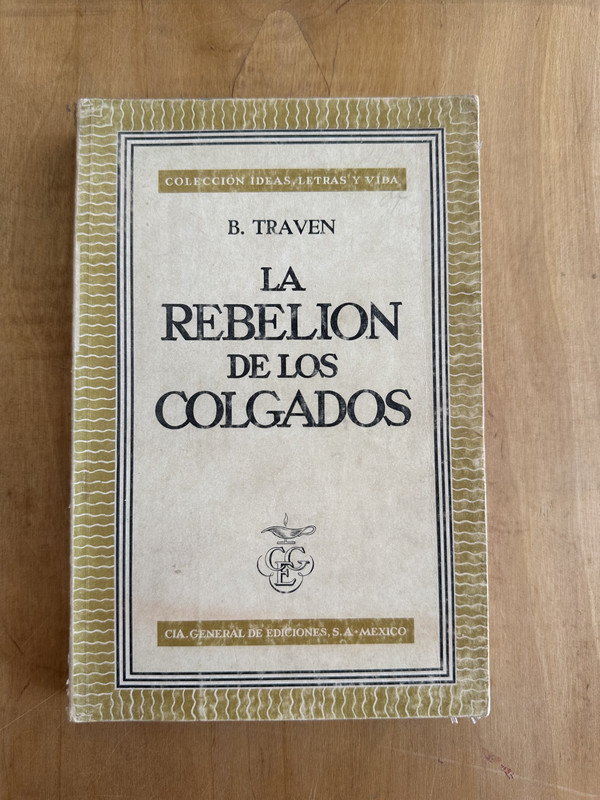 COLECCIÓN IDEAS, LETRAS Y VIDA
B. TRAVEN
LA
REBELION
DE LOS
COLGADOS
CGE
CIA. GENERAL DE EDICIONES, S. A. - MEXICO